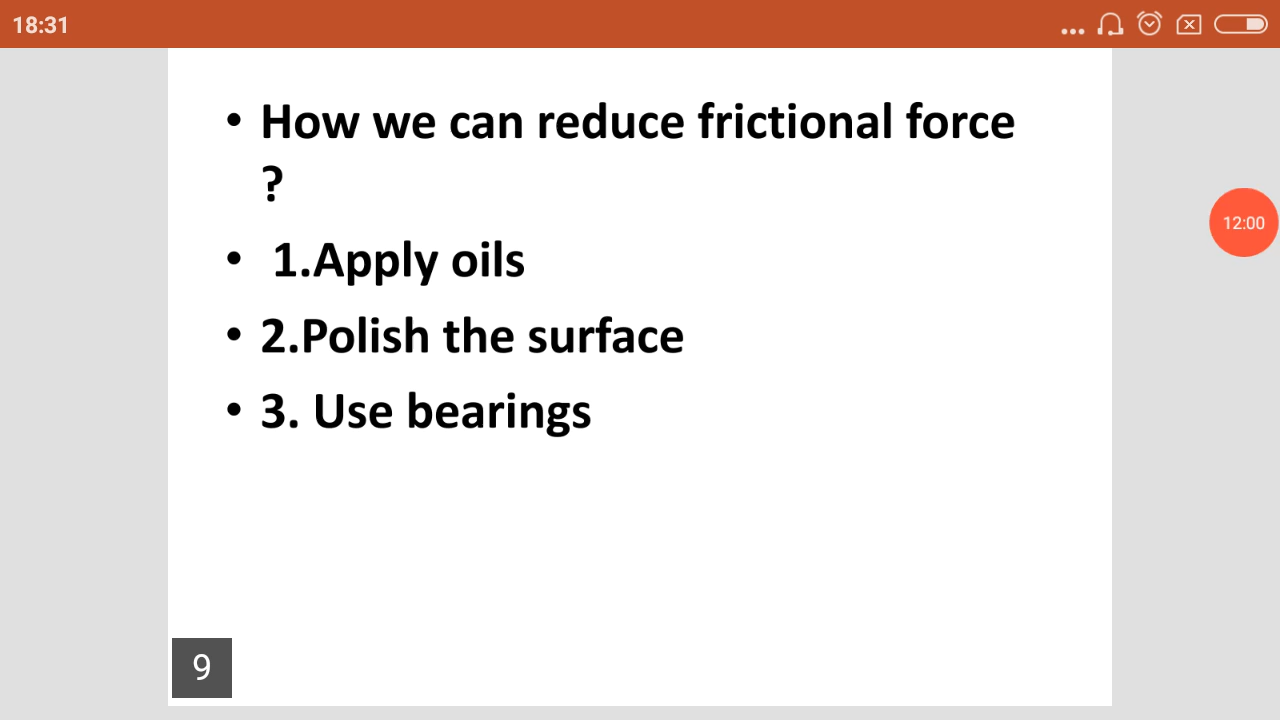 18:31
12:00
• How we can reduce frictional force
?
• 1.Apply oils
• 2.Polish the surface
• 3. Use bearings
9